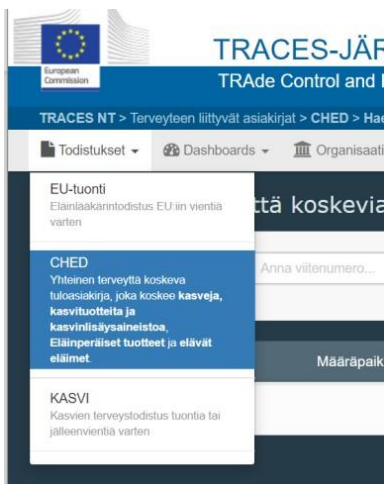 European
Commission
TRACES-JÄR
TRAde Control and
TRACES NT > Terveyteen liittyvät asiakirjat > CHED > Hae
Todistukset Dashboards Organisaati
EU-tuonti
Eläinlääkärintodistus EU:iin vientiä
varten
ttä koskevia
CHED
Yhteinen terveyttä koskeva
tuloasiakirja, joka koskee kasveja,
kasvituotteita ja
kasvinlisäysaineistoa,
Eläinperäiset tuotteet ja elävät
eläimet.
Anna viitenumero...
Määräpaik
KASVI
Kasvien terveystodistus tuontia tai
jälleenvientiä varten